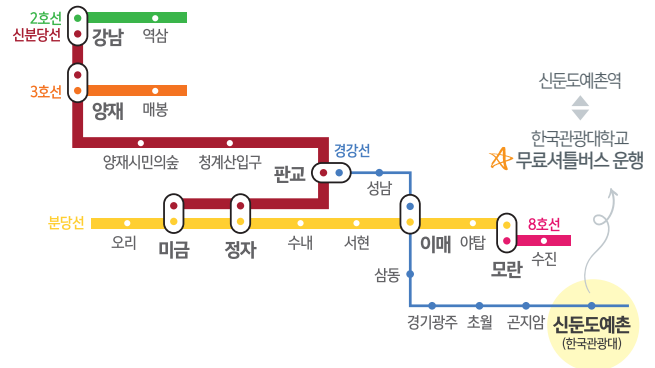 2호선
신분당선
강남
역삼
3호선
양재
매봉
신둔도예촌역
한국관광대학교
무료셔틀버스 운행
양재시민의숲
청계산입구
판교
경강선
성남
분당선
오리
미금
정자
수내
서현
이매
야탑
8호선
모란
수진
삼동
경기광주
초월
곤지암
신둔도예촌
(한국관광대)